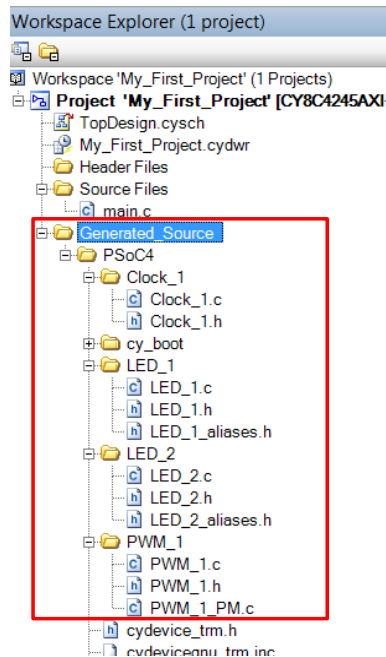 Workspace Explorer (1 project)
Workspace 'My_First_Project' (1 Projects)
Project 'My_First_Project' [CY8C4245AXI-
TopDesign.cysch
My_First_Project.cydwr
Header Files
Source Files
main.c
Generated_Source
PSoC4
Clock_1
Clock_1.c
Clock_1.h
cy_boot
LED_1
LED_1.c
LED_1.h
LED_1_aliases.h
LED_2
LED_2.c
LED_2.h
LED_2_aliases.h
PWM_1
PWM_1.c
PWM_1.h
PWM_1_PM.c
cydevice_trm.h
cydevicegnu_trm.inc